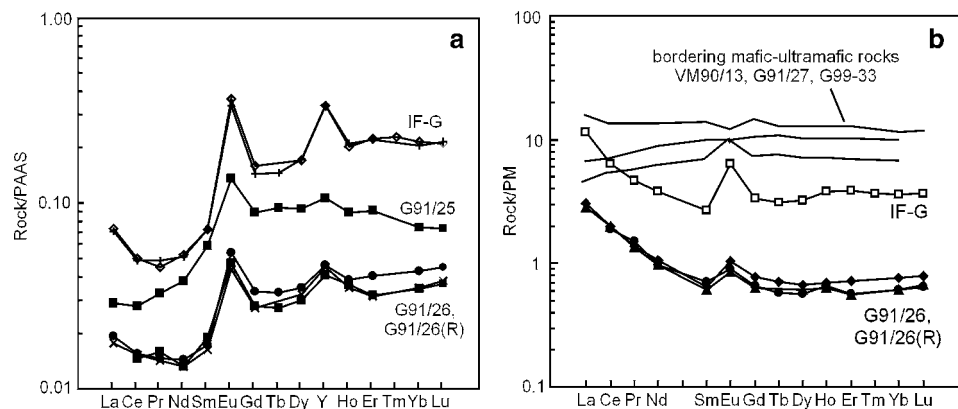 a
1.00
0.10
0.01
Rock/PAAS
IF-G
G91/25
G91/26,
G91/26(R)
La Ce Pr Nd Sm Eu Gd Tb Dy Y Ho Er Tm Yb Lu
b
100
10
1
0.1
Rock/PM
bordering mafic-ultramafic rocks
VM90/13, G91/27, G99-33
IF-G
G91/26,
G91/26(R)
La Ce Pr Nd Sm Eu Gd Tb Dy Ho Er Tm Yb Lu